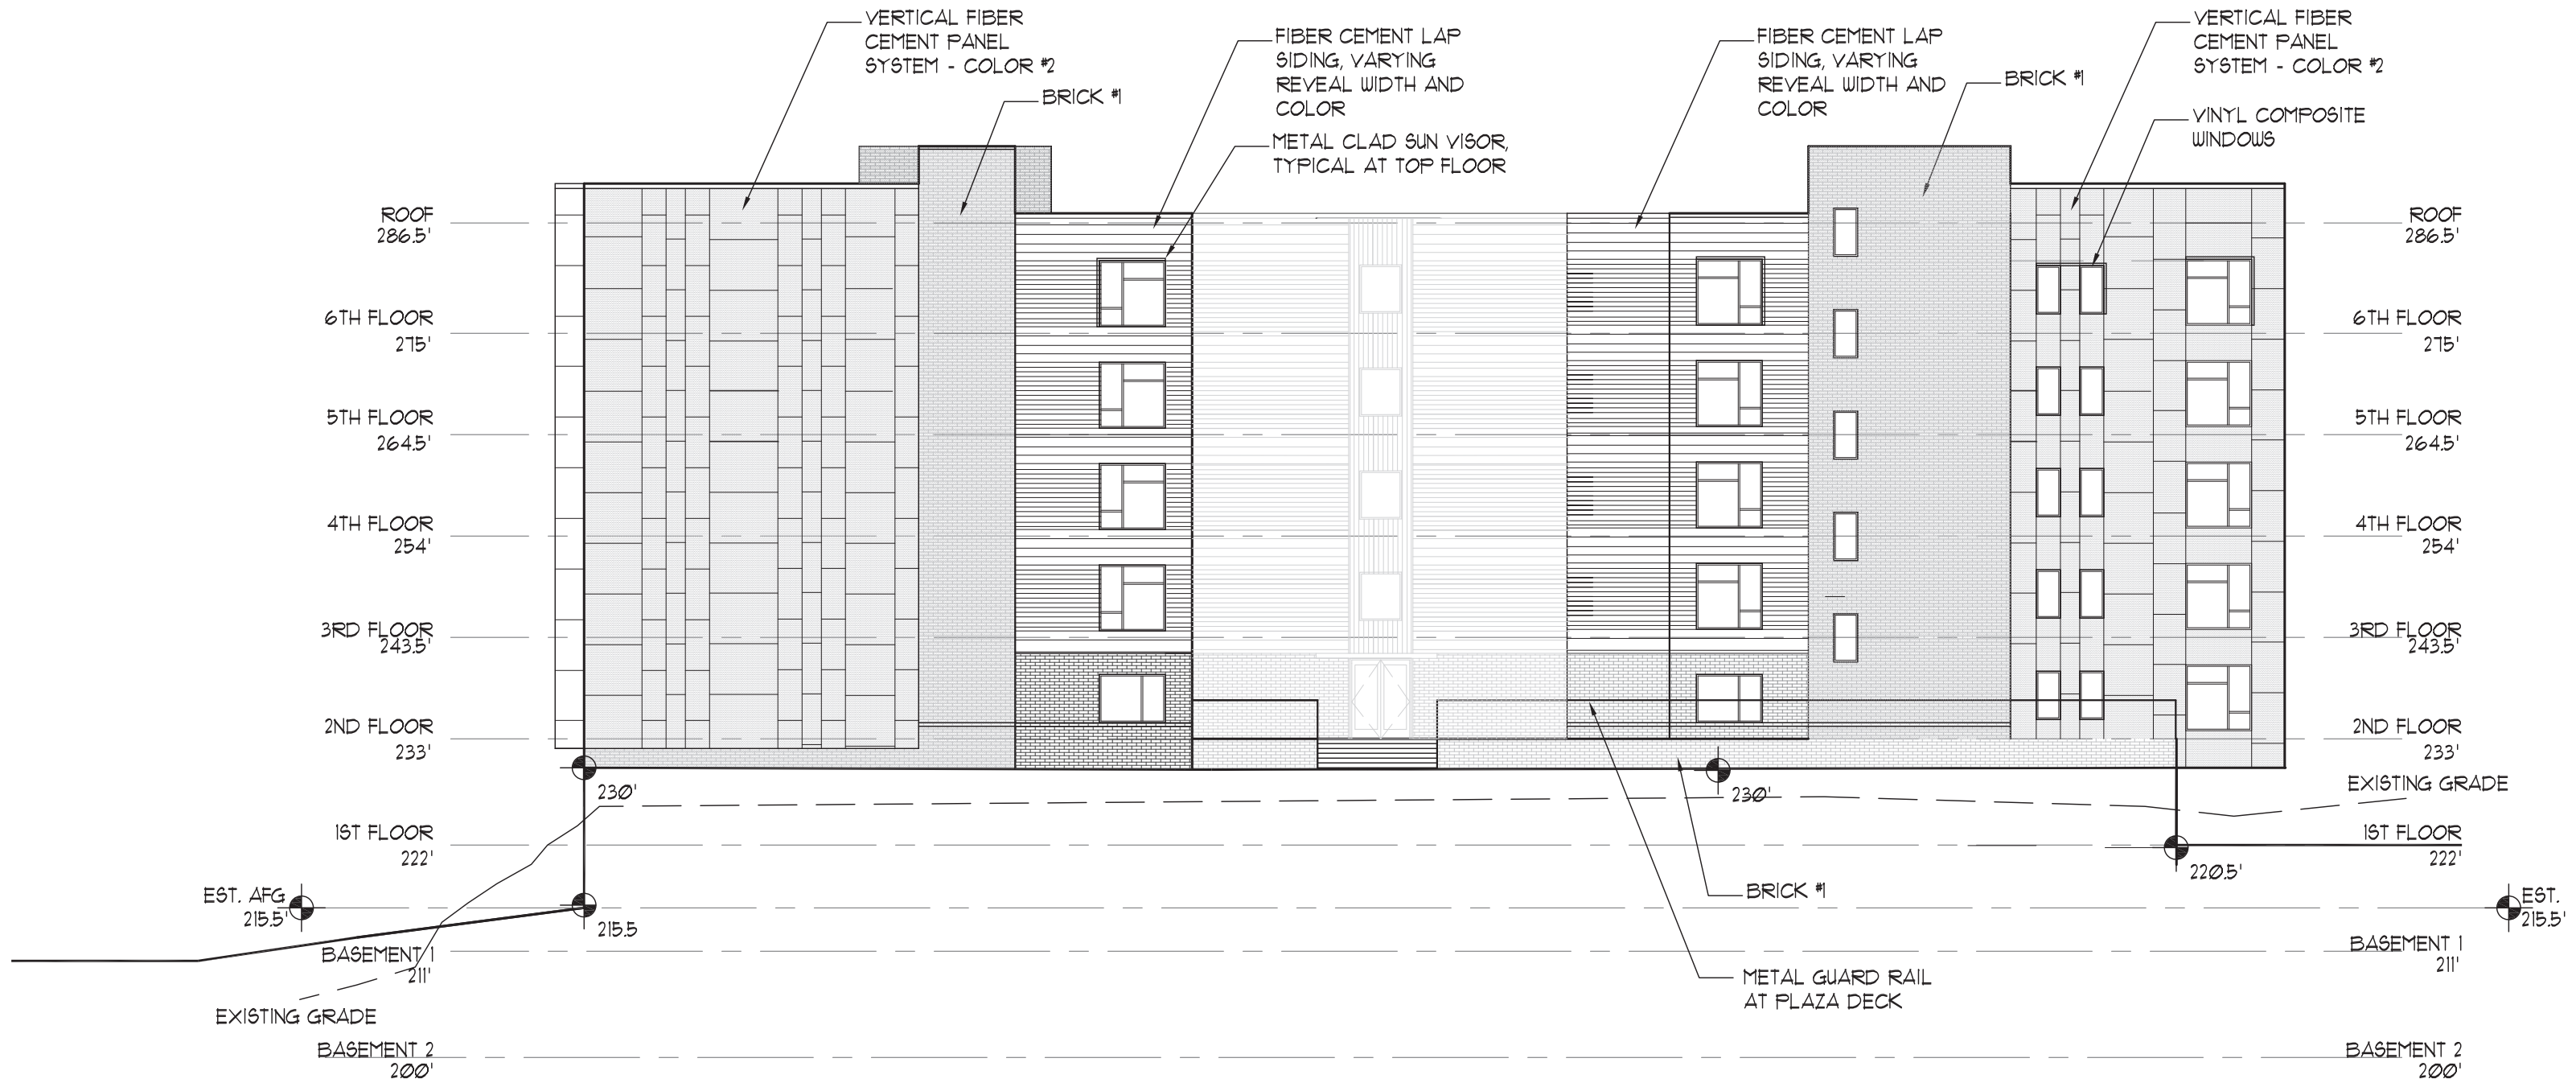 VERTICAL FIBER
CEMENT PANEL
SYSTEM - COLOR #2
BRICK #1
FIBER CEMENT LAP
SIDING, VARYING
REVEAL WIDTH AND
COLOR
METAL CLAD SUN VISOR,
TYPICAL AT TOP FLOOR
FIBER CEMENT LAP
SIDING, VARYING
REVEAL WIDTH AND
COLOR
BRICK #1
VERTICAL FIBER
CEMENT PANEL
SYSTEM - COLOR #2
VINYL COMPOSITE
WINDOWS
ROOF
286.5'
6TH FLOOR
275'
5TH FLOOR
264.5'
4TH FLOOR
254'
3RD FLOOR
243.5'
2ND FLOOR
233'
1ST FLOOR
222'
EST. AFG
215.5'
BASEMENT 1
211'
EXISTING GRADE
BASEMENT 2
200'
230'
215.5
230'
BRICK #1
METAL GUARD RAIL
AT PLAZA DECK
220.5'
ROOF
286.5'
6TH FLOOR
275'
5TH FLOOR
264.5'
4TH FLOOR
254'
3RD FLOOR
243.5'
2ND FLOOR
233'
EXISTING GRADE
1ST FLOOR
222'
EST.
215.5'
BASEMENT 1
211'
BASEMENT 2
200'